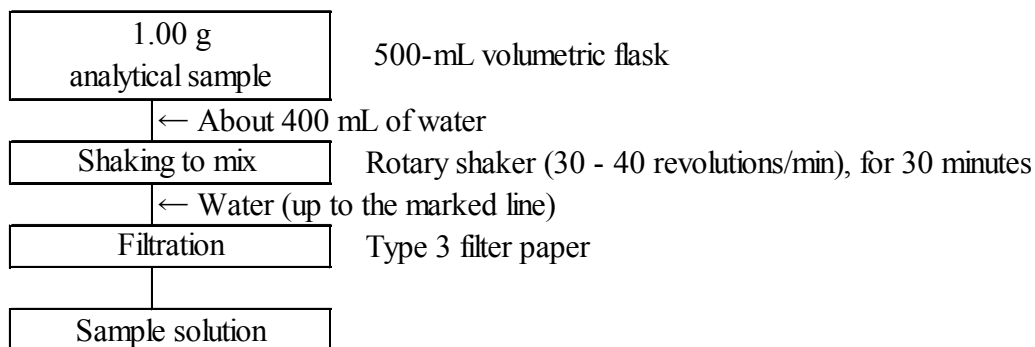 1.00 g
analytical sample
500-mL volumetric flask
← About 400 mL of water
Shaking to mix
Rotary shaker (30 - 40 revolutions/min), for 30 minutes
← Water (up to the marked line)
Filtration
Type 3 filter paper
Sample solution